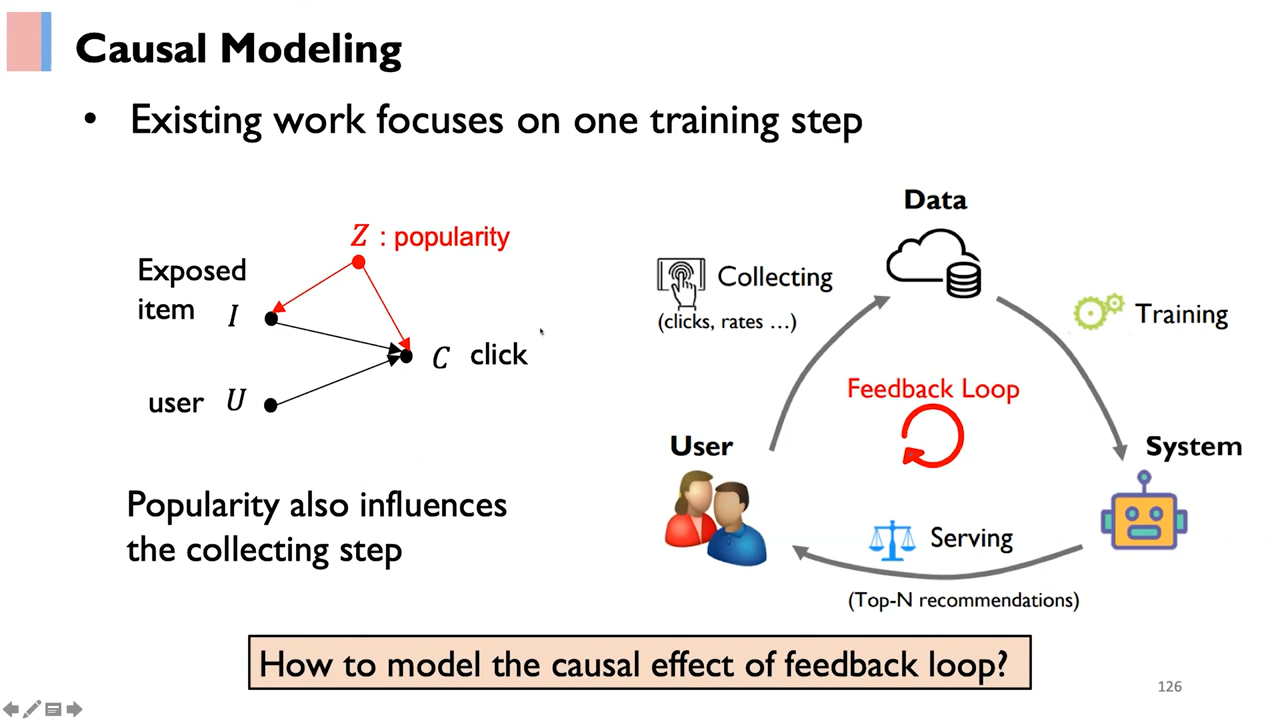 Causal Modeling
• Existing work focuses on one training step
Z : popularity
Exposed
item I
C click
user U
Popularity also influences
the collecting step
Data
Collecting
(clicks, rates ...)
Training
Feedback Loop
User
System
Serving
(Top-N recommendations)
How to model the causal effect of feedback loop?
126